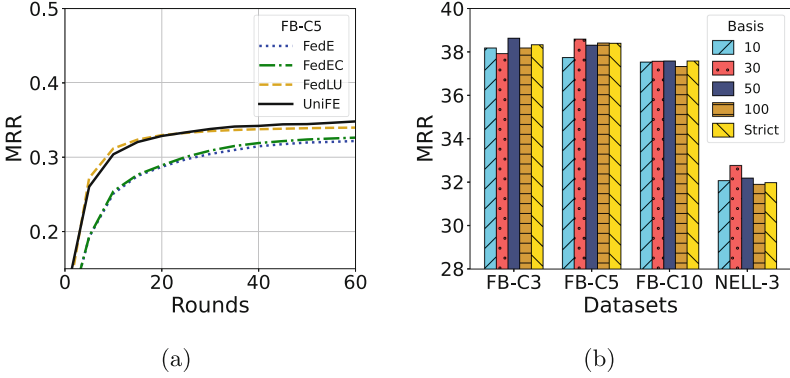 0.5
0.4
0.3
0.2
MRR
0 20 40 60
Rounds
FB-C5
FedE
FedEC
FedLU
UniFE
(a)
40
38
36
34
32
30
28
MRR
FB-C3 FB-C5 FB-C10 NELL-3
Datasets
Basis
10
30
50
100
Strict
(b)